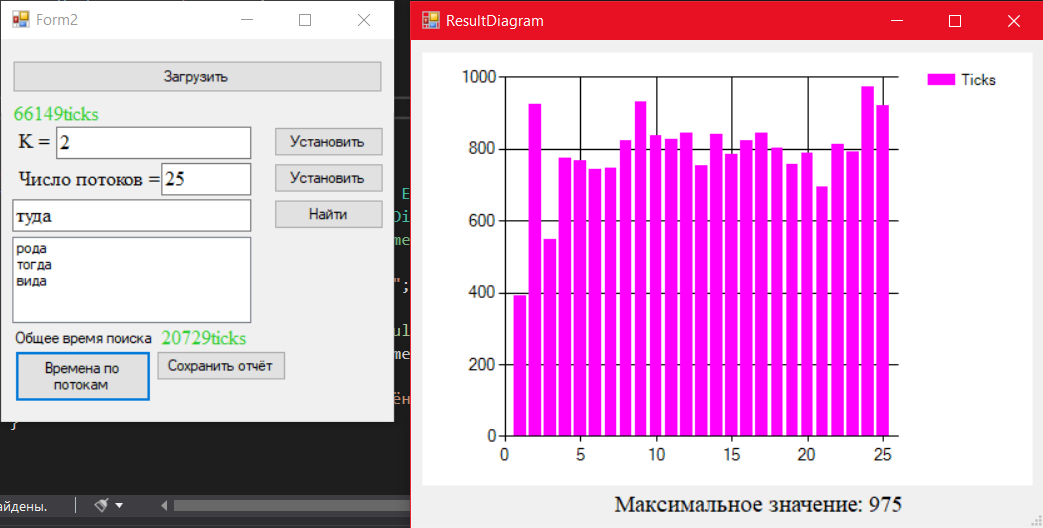 Form2
Загрузить
66149ticks
K = 2
Установить
Число потоков = 25
Установить
туда
Найти
рода
тогда
вида
Общее время поиска 20729ticks
Времена по
потокам
Сохранить отчёт
айдены.
ResultDiagram
Ticks
1000
800
600
400
200
0
0 5 10 15 20 25
Максимальное значение: 975